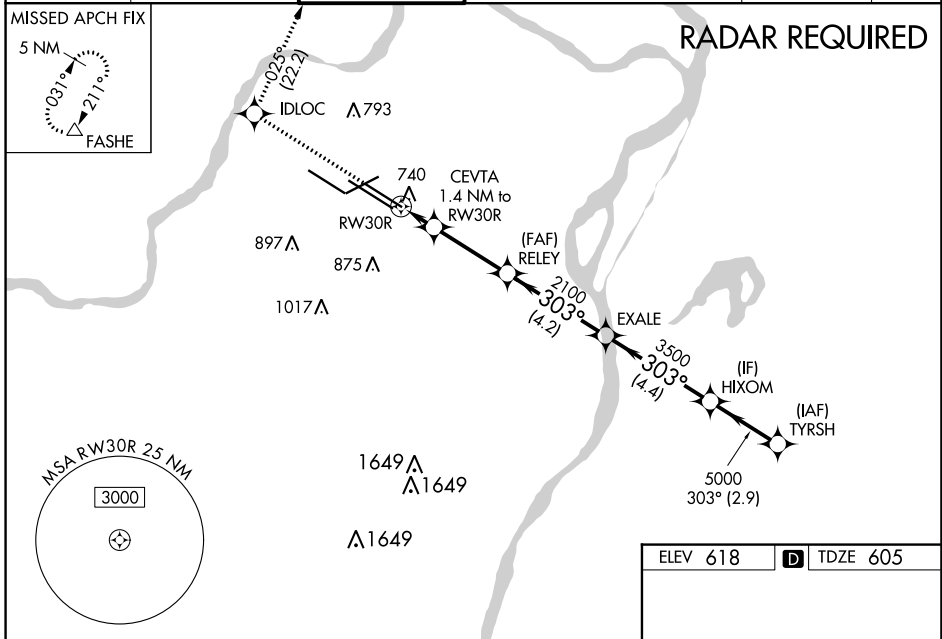 MISSED APCH FIX
5 NM
031°
211°
FASHE
RADAR REQUIRED
025°
(22.2)
IDLOC
793
740
CEVTA
1.4 NM to
RW30R
RW30R
897
875
1017
(FAF)
RELEY
2100
303°
(4.2)
EXALE
3500
303°
(4.4)
(IF)
HIXOM
(IAF)
TYRSH
5000
303° (2.9)
1649
1649
1649
MSA RW30R 25 NM
3000
ELEV 618 D TDZE 605